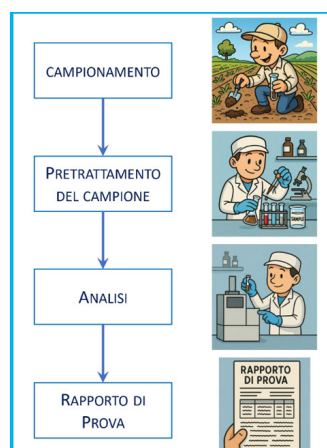 CAMPIONAMENTO
PRETRATTAMENTO
DEL CAMPIONE
ANALISI
RAPPORTO DI
PROVA
RAPPORTO
DI PROVA